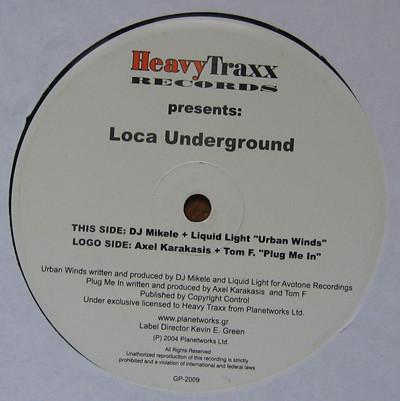 HeavyTraxx
RECORDS
presents:
Loca Underground
THIS SIDE: DJ Mikele + Liquid Light "Urban Winds"
LOGO SIDE: Axel Karakasis + Tom F. "Plug Me In"
Urban Winds written and produced by DJ Mikele and Liquid Light for Avotone Recordings
Plug Me In written and produced by Axel Karakasis and Tom F
Published by Copyright Control
Under exclusive licensed to Heavy Traxx from Planetworks Ltd.
www.planetworks.gr
Label Director Kevin E. Green
(P) 2004 Planetworks Ltd.
All Rights Reserved
Unathorized reproduction of this recording is strictly
prohibited and a violation of international and federal laws
GP-2009